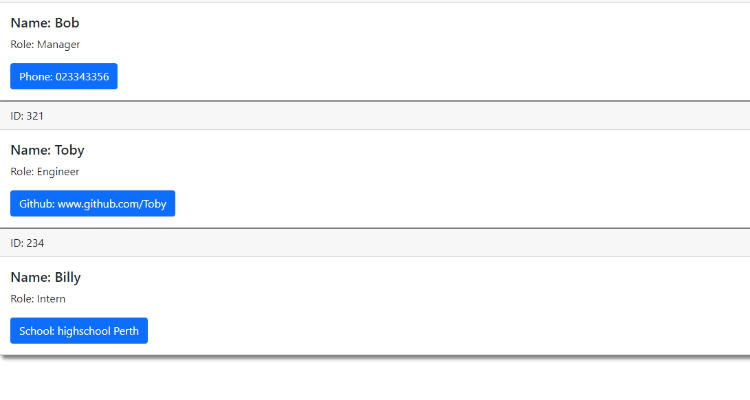 Name: Bob
Role: Manager
Phone: 023343356
ID: 321
Name: Toby
Role: Engineer
Github: www.github.com/Toby
ID: 234
Name: Billy
Role: Intern
School: highschool Perth